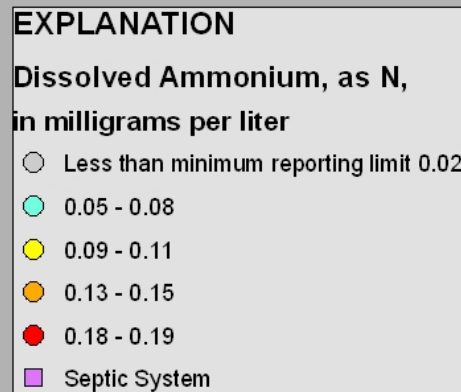 EXPLANATION
Dissolved Ammonium, as N,
in milligrams per liter
Less than minimum reporting limit 0.02
0.05 - 0.08
0.09 - 0.11
0.13 - 0.15
0.18 - 0.19
Septic System